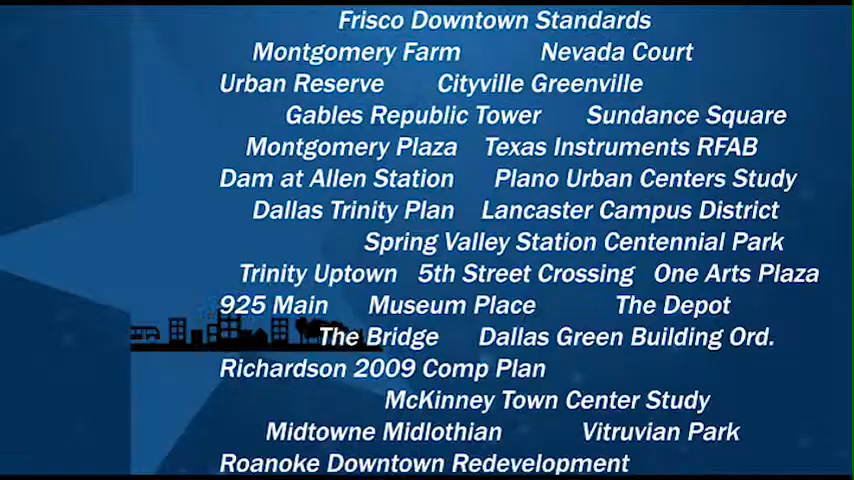 Frisco Downtown Standards
Montgomery Farm Nevada Court
Urban Reserve Cityville Greenville
Gables Republic Tower Sundance Square
Montgomery Plaza Texas Instruments RFAB
Dam at Allen Station Plano Urban Centers Study
Dallas Trinity Plan Lancaster Campus District
Spring Valley Station Centennial Park
Trinity Uptown 5th Street Crossing One Arts Plaza
925 Main Museum Place The Depot
The Bridge Dallas Green Building Ord.
Richardson 2009 Comp Plan
McKinney Town Center Study
Midtowne Midlothian Vitruvian Park
Roanoke Downtown Redevelopment